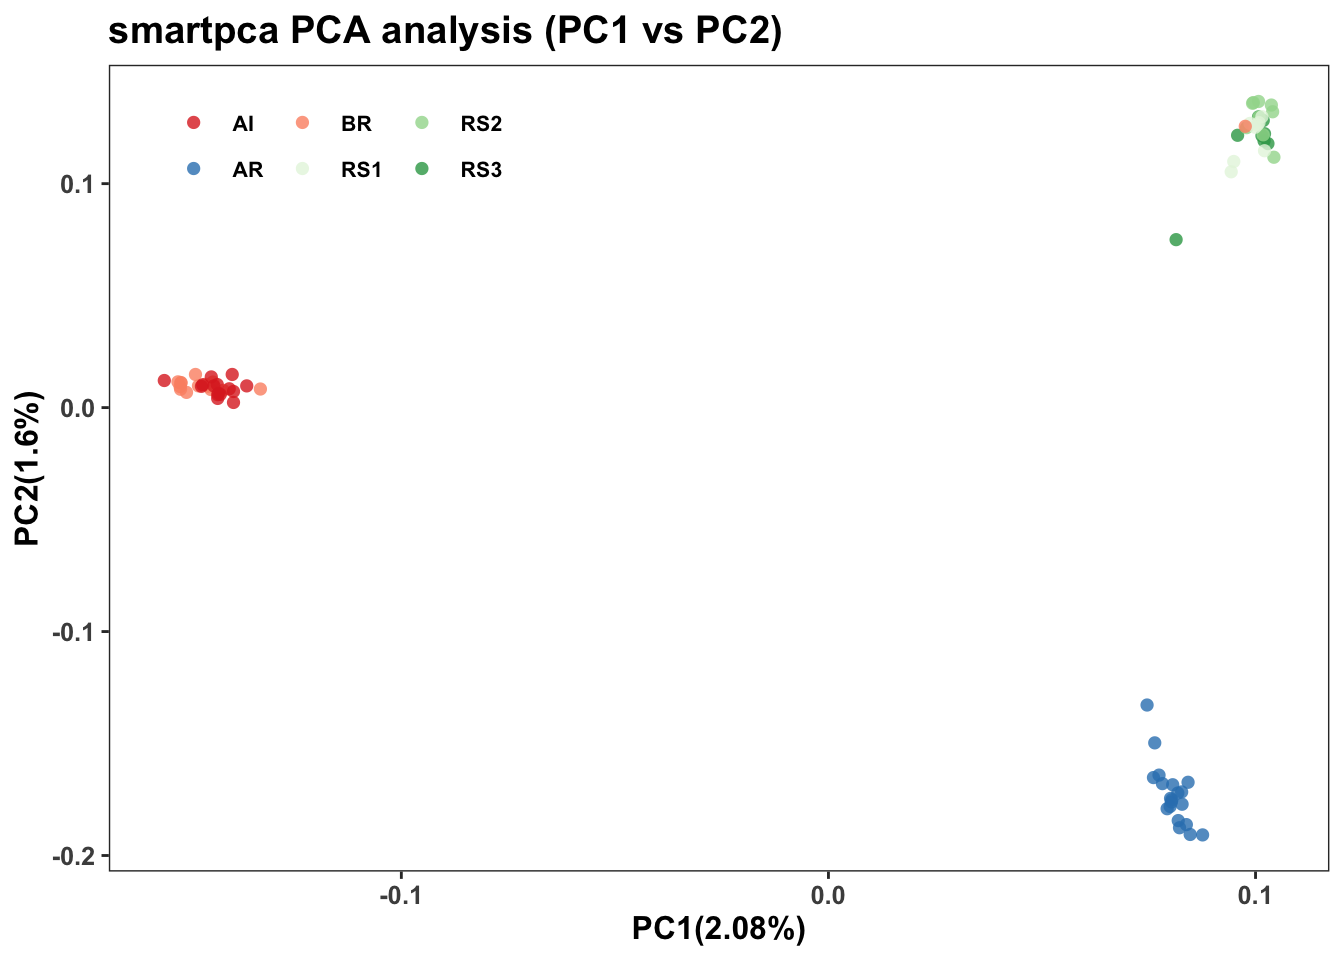 smartpca PCA analysis (PC1 vs PC2)
AI BR RS2
AR RS1 RS3
0.1
0.0
-0.1
-0.2
PC2(1.6%)
-0.1 0.0 0.1
PC1(2.08%)